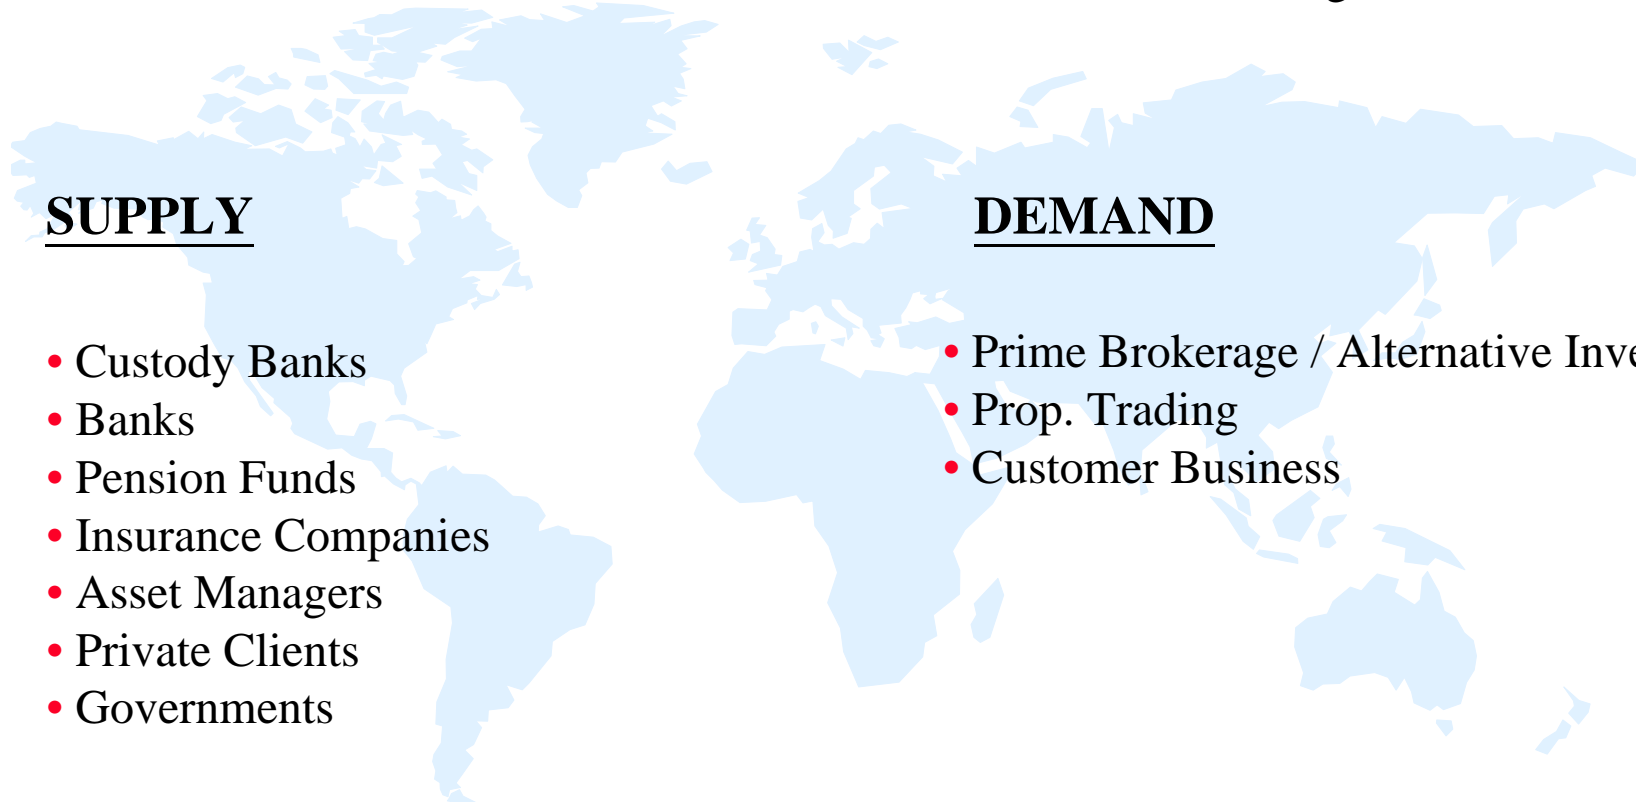 SUPPLY
• Custody Banks
• Banks
• Pension Funds
• Insurance Companies
• Asset Managers
• Private Clients
• Governments
DEMAND
• Prime Brokerage / Alternative
• Prop. Trading
• Customer Business